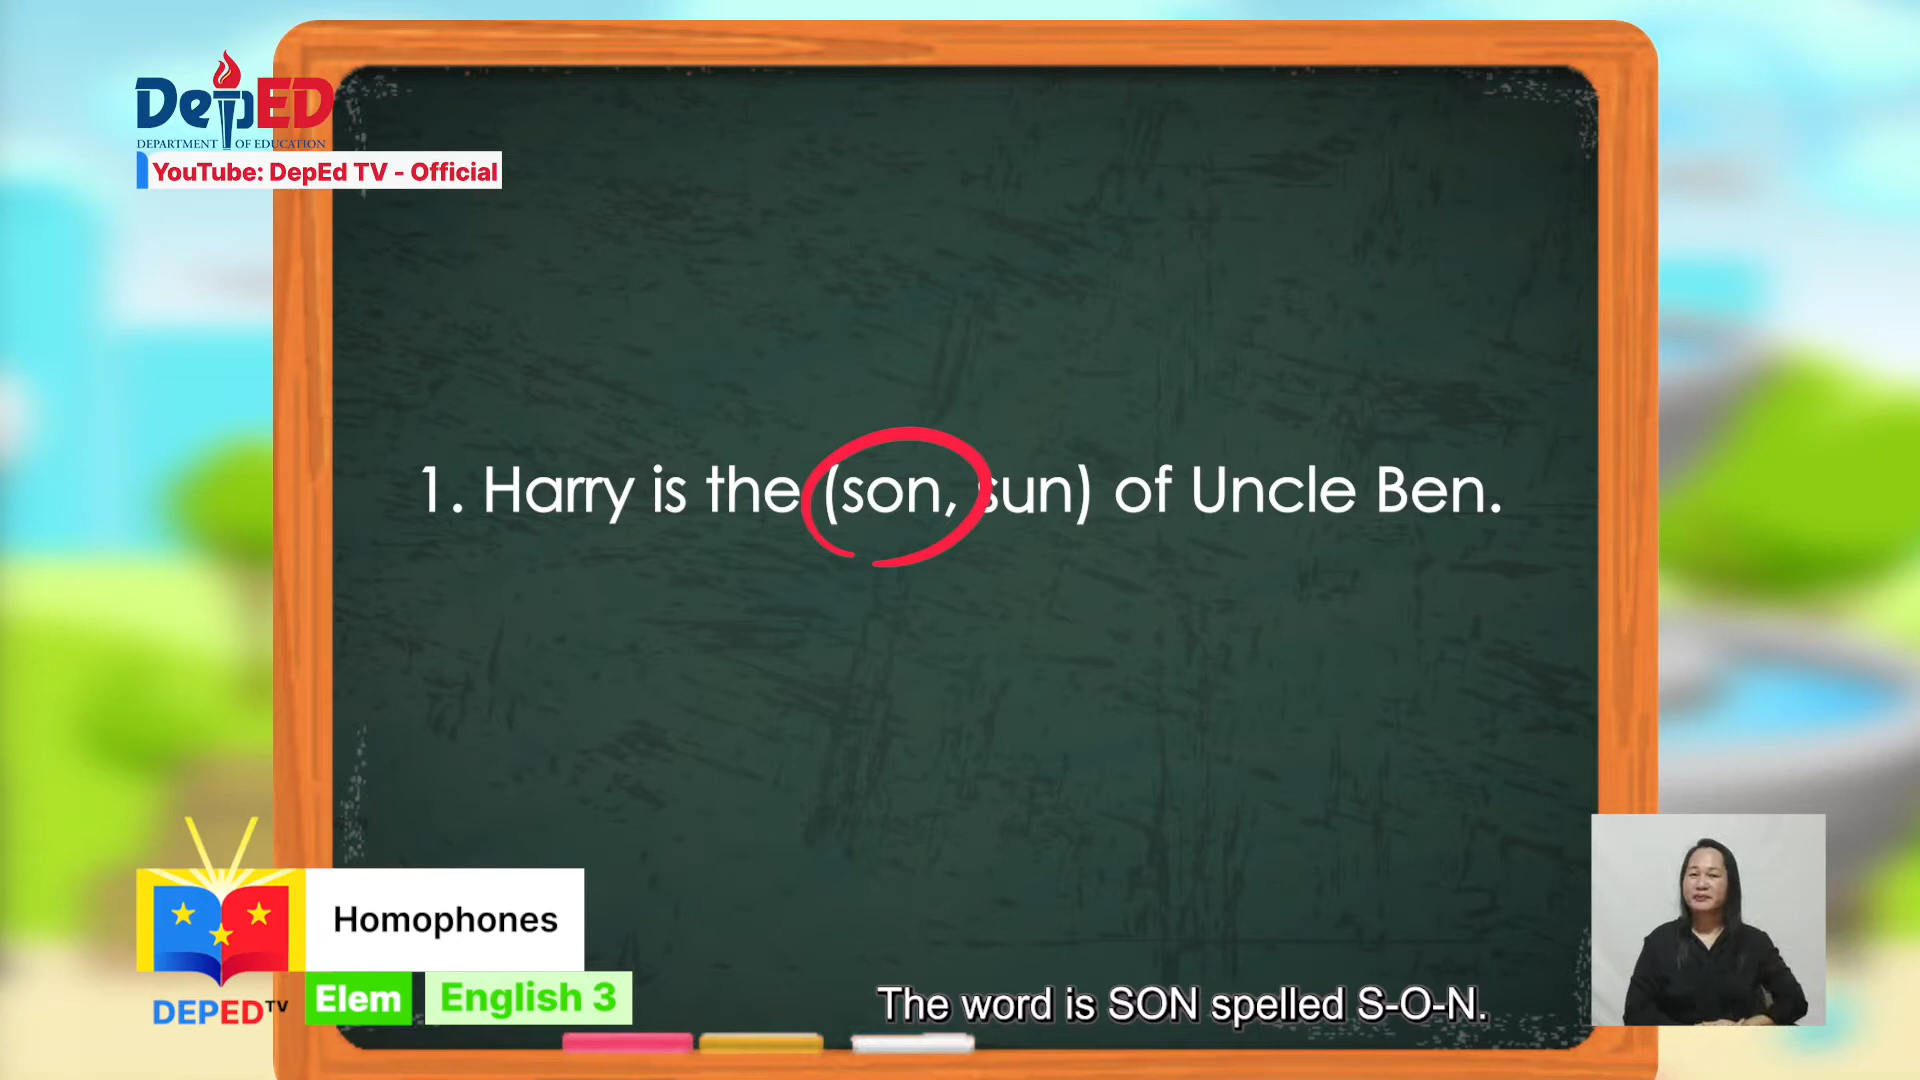 DepED
DEPARTMENT OF EDUCATION
YouTube: DepEd TV - Official
1. Harry is the (son, sun) of Uncle Ben.
Homophones
DEPED TV
Elem
English 3
The word is SON spelled S-O-N.